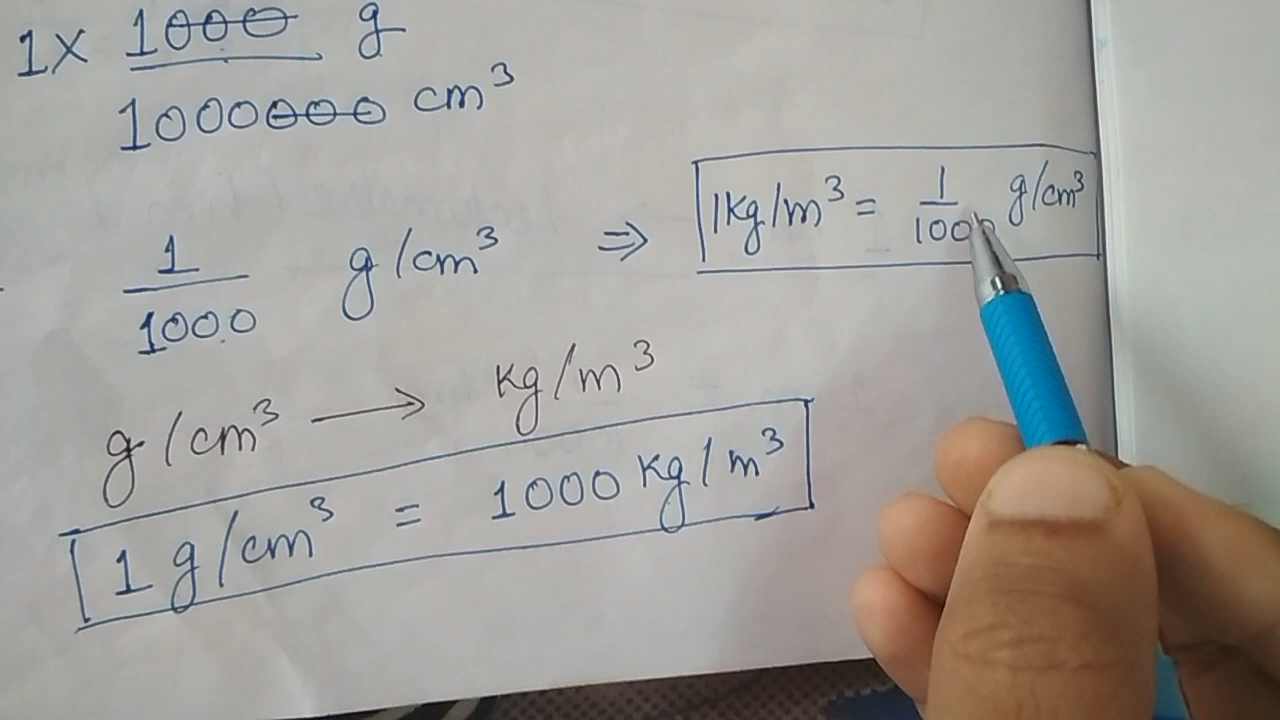 1× 1000 g
1000000 cm³
1/1000 g/cm³ ⇒ 1Kg/m³ = 1/1000 g/cm³
g/cm³ → kg/m³
1 g/cm³ = 1000 kg/m³